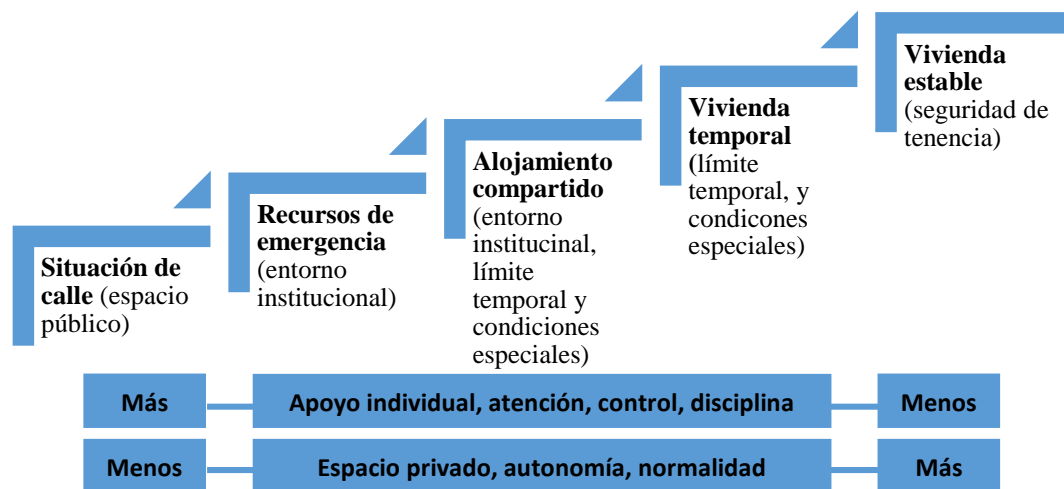 Situación de
calle (espacio
público)
Recursos de
emergencia
(entorno
institucional)
Alojamiento
compartido
(entorno
institucinal,
límite
temporal y
condiciones
especiales)
Vivienda
temporal
(límite
temporal, y
condicones
especiales)
Vivienda
estable
(seguridad de
tenencia)
Más Apoyo individual, atención, control, disciplina Menos
Menos Espacio privado, autonomía, normalidad Más